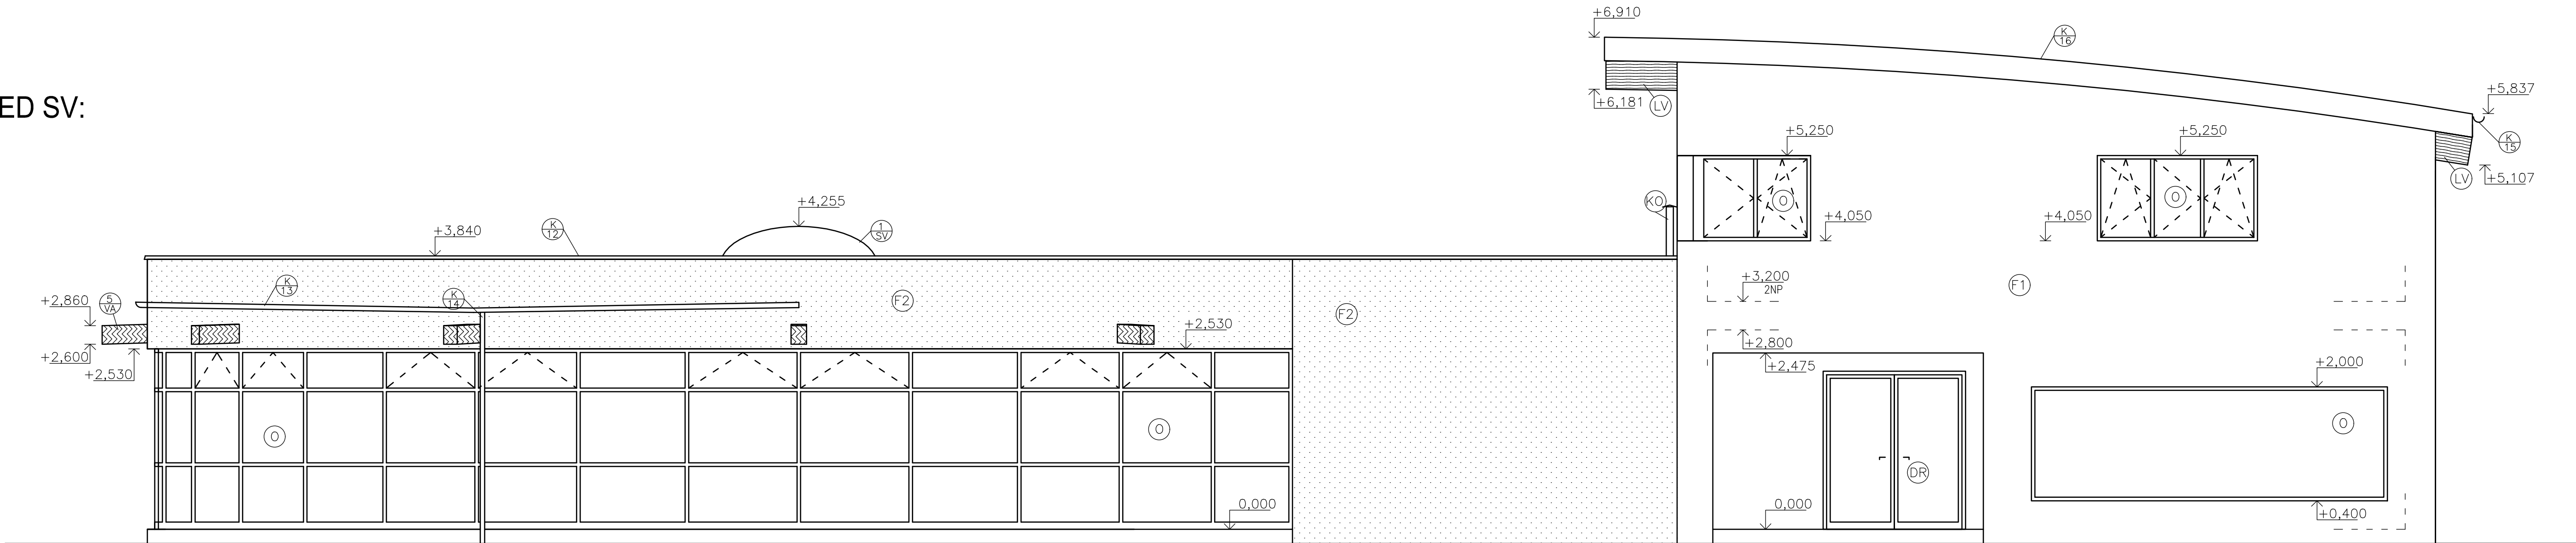 ED SV:
+6,910
K
16
+5,837
+6,181
LV
K
15
+5,250
+5,250
LV
+5,107
O
O
KO
+4,255
1
SV
+4,050
+4,050
+3,840
K
12
+3,200
2NP
F1
K
13
+2,860
5
VA
K
14
F2
F2
+2,530
+2,800
+2,600
+2,530
+2,475
+2,000
O
O
O
DR
0,000
0,000
+0,400